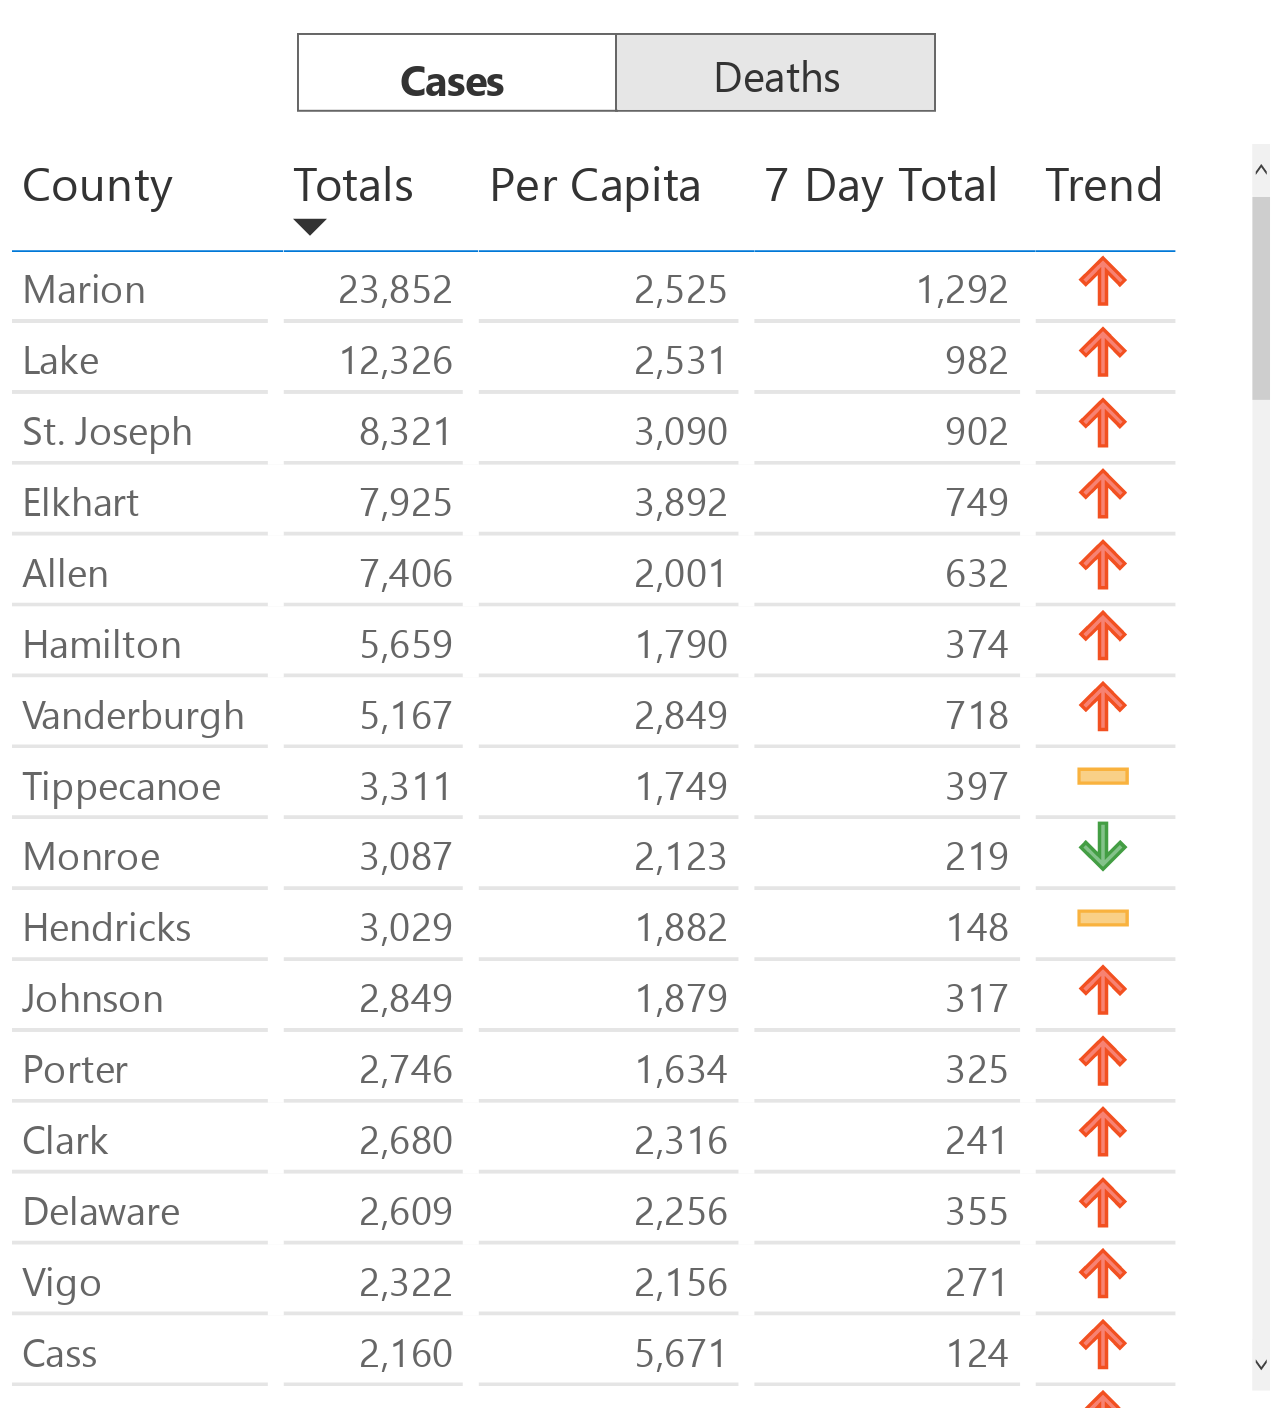 Cases Deaths
County Totals Per Capita 7 Day Total Trend
Marion 23,852 2,525 1,292
Lake 12,326 2,531 982
St. Joseph 8,321 3,090 902
Elkhart 7,925 3,892 749
Allen 7,406 2,001 632
Hamilton 5,659 1,790 374
Vanderburgh 5,167 2,849 718
Tippecanoe 3,311 1,749 397
Monroe 3,087 2,123 219
Hendricks 3,029 1,882 148
Johnson 2,849 1,879 317
Porter 2,746 1,634 325
Clark 2,680 2,316 241
Delaware 2,609 2,256 355
Vigo 2,322 2,156 271
Cass 2,160 5,671 124